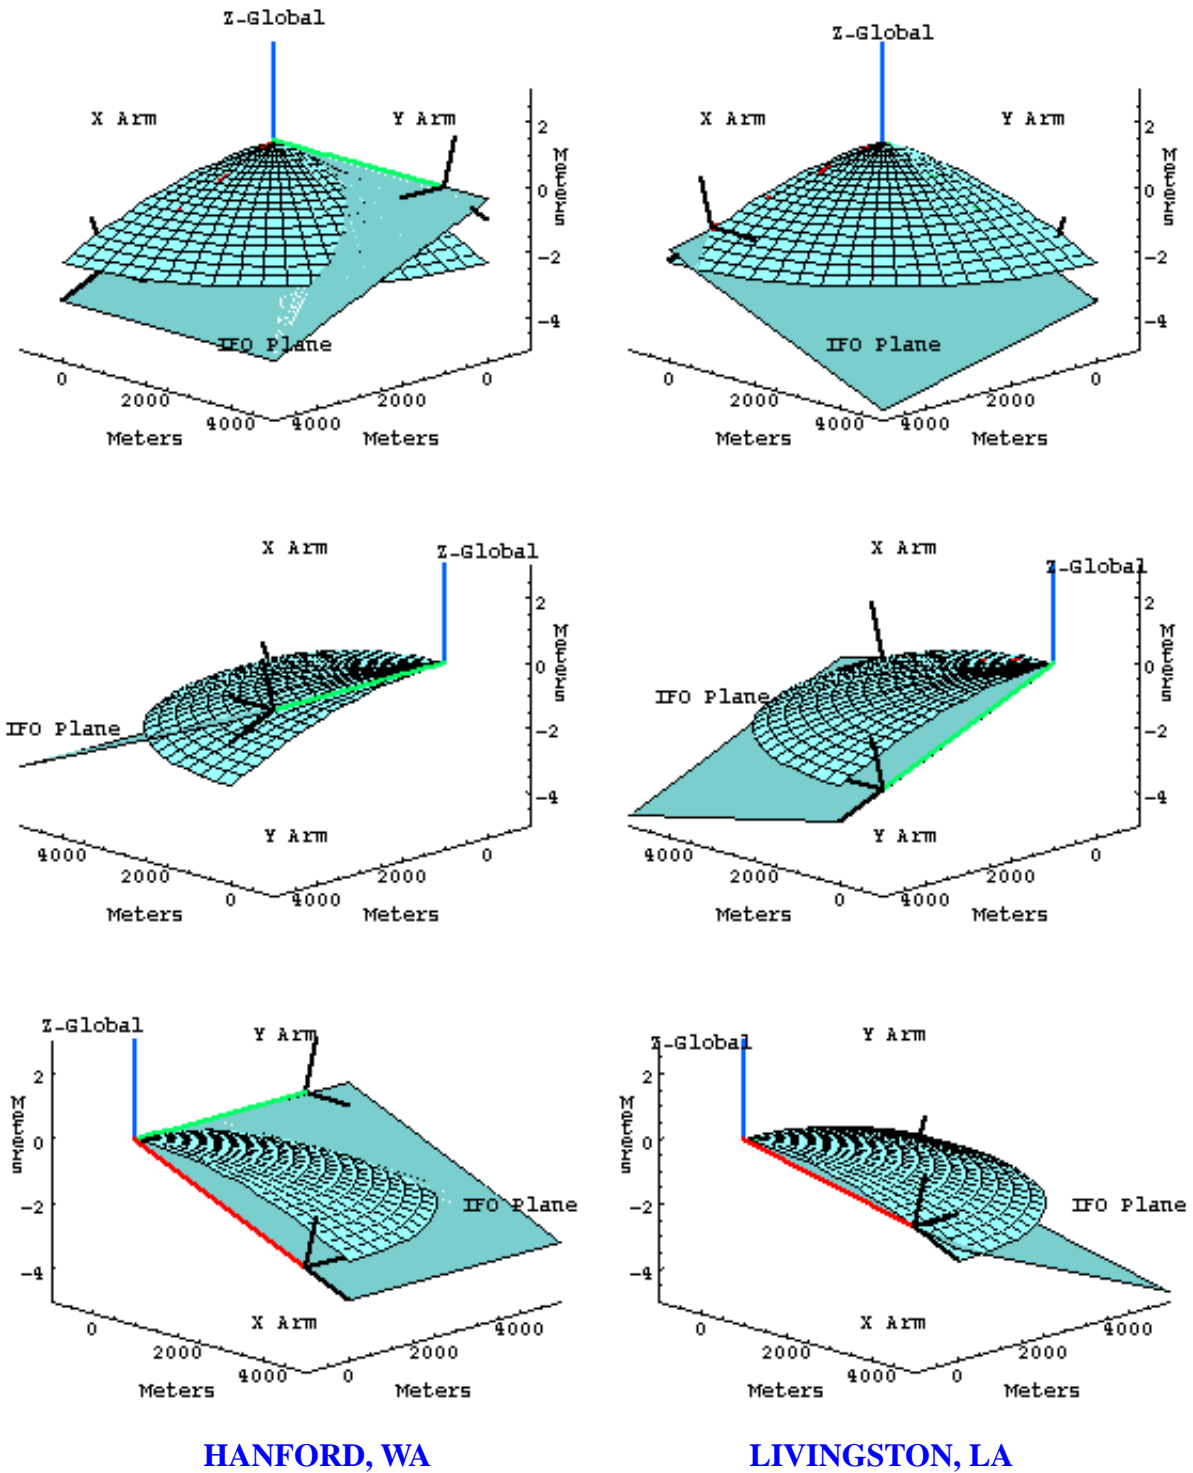 Z-Global
X Arm
Y Arm
2
0
-2
-4
Meters
IFO Plane
0
2000
4000
4000
2000
0
Meters
Meters
Z-Global
X Arm
Y Arm
2
0
-2
-4
Meters
IFO Plane
0
2000
4000
4000
2000
0
Meters
Meters
X Arm
Z-Global
2
0
-2
-4
Meters
IFO Plane
Y Arm
4000
2000
0
4000
2000
0
Meters
Meters
X Arm
Z-Global
2
0
-2
-4
Meters
IFO Plane
Y Arm
4000
2000
0
4000
2000
0
Meters
Meters
Z-Global
Y Arm
2
0
-2
-4
Meters
IFO Plane
X Arm
0
2000
4000
0
2000
4000
Meters
Meters
Z-Global
Y Arm
2
0
-2
-4
Meters
IFO Plane
X Arm
0
2000
4000
0
2000
4000
Meters
Meters
HANFORD, WA
LIVINGSTON, LA